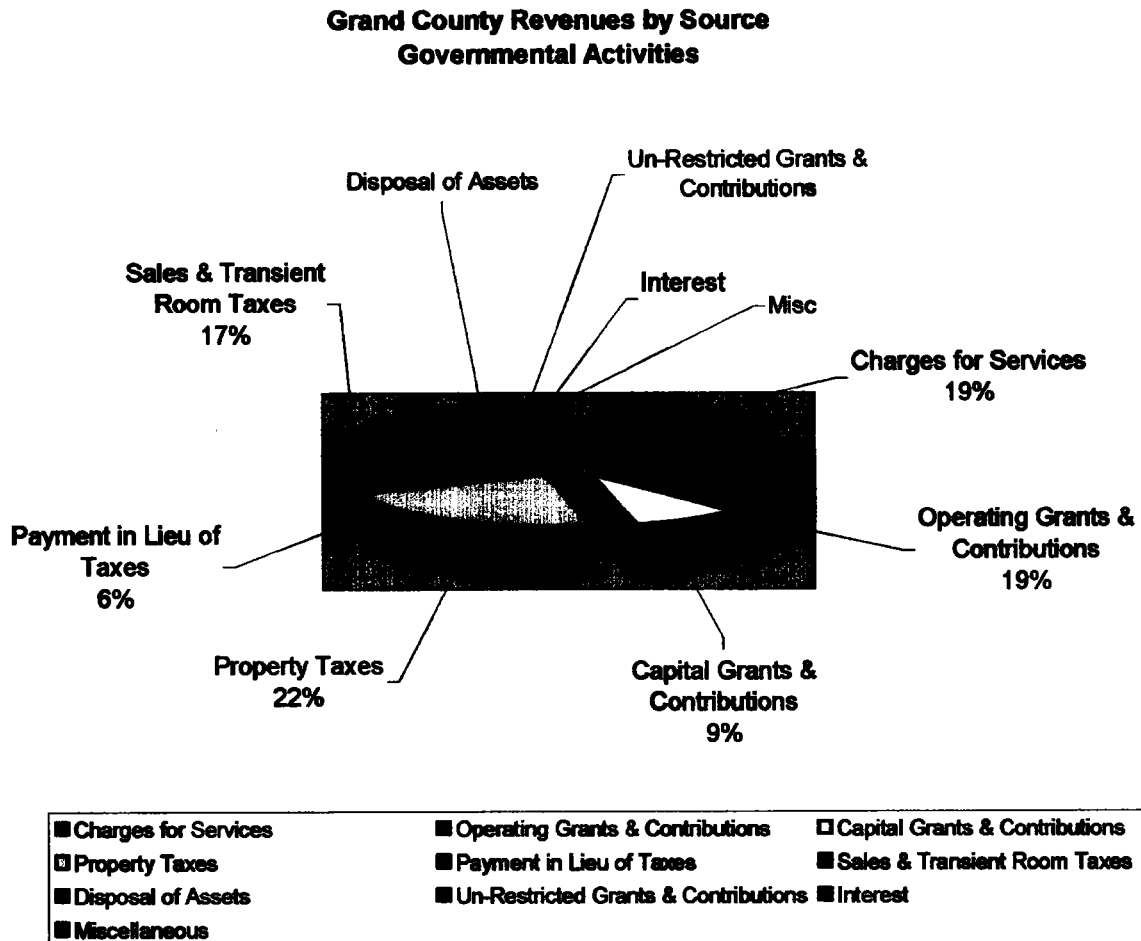 Grand County Revenues by Source
Governmental Activities
Disposal of Assets
Un-Restricted Grants &
Contributions
Sales & Transient
Room Taxes
17%
Interest
Misc
Charges for Services
19%
Payment in Lieu of
Taxes
6%
Operating Grants &
Contributions
19%
Property Taxes
22%
Capital Grants &
Contributions
9%
Charges for Services
Operating Grants & Contributions
Capital Grants & Contributions
Property Taxes
Payment in Lieu of Taxes
Sales & Transient Room Taxes
Disposal of Assets
Un-Restricted Grants & Contributions
Interest
Miscellaneous